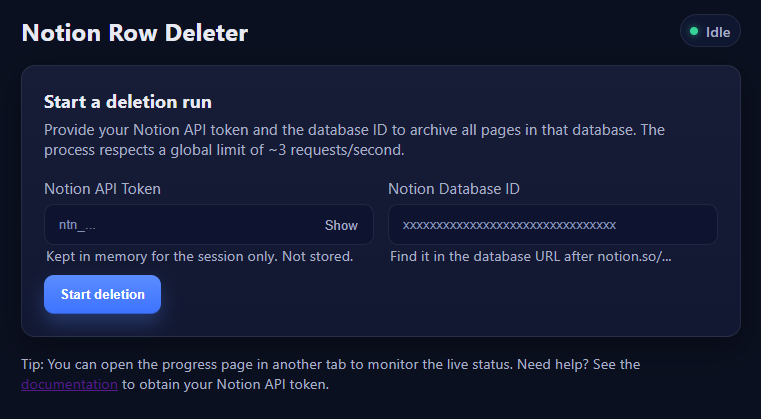 Notion Row Deleter
Idle
Start a deletion run
Provide your Notion API token and the database ID to archive all pages in that database. The
process respects a global limit of ~3 requests/second.
Notion API Token
Notion Database ID
ntn_...
Show
xxxxxxxxxxxxxxxxxxxxxxxxxxxxxxxx
Kept in memory for the session only. Not stored.
Find it in the database URL after notion.so/...
Start deletion
Tip: You can open the progress page in another tab to monitor the live status. Need help? See the
documentation to obtain your Notion API token.